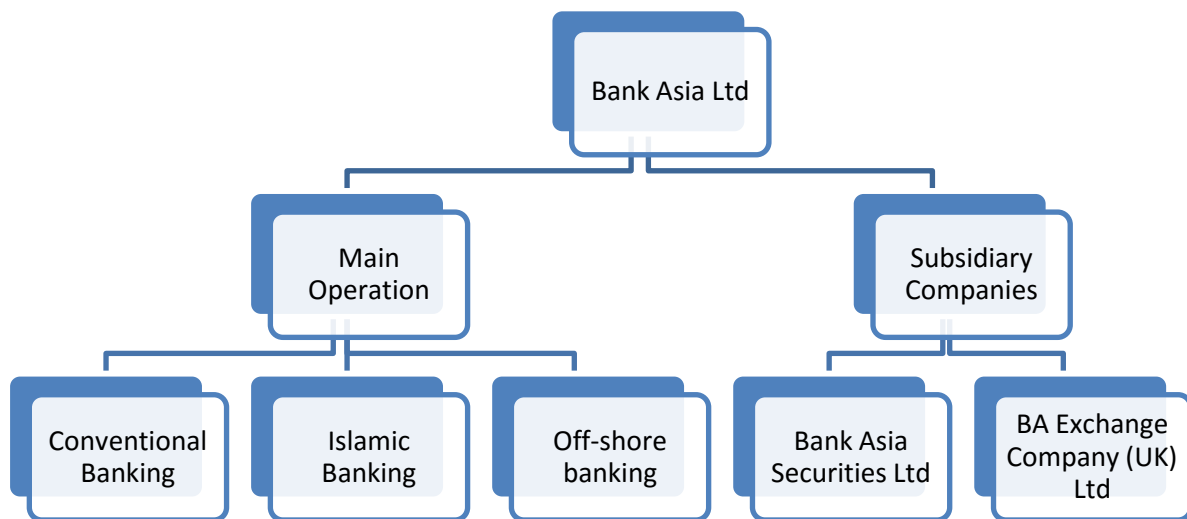 Bank Asia Ltd
Main
Operation
Subsidiary
Companies
Conventional
Banking
Islamic
Banking
Off-shore
banking
Bank Asia
Securities Ltd
BA Exchange
Company (UK)
Ltd